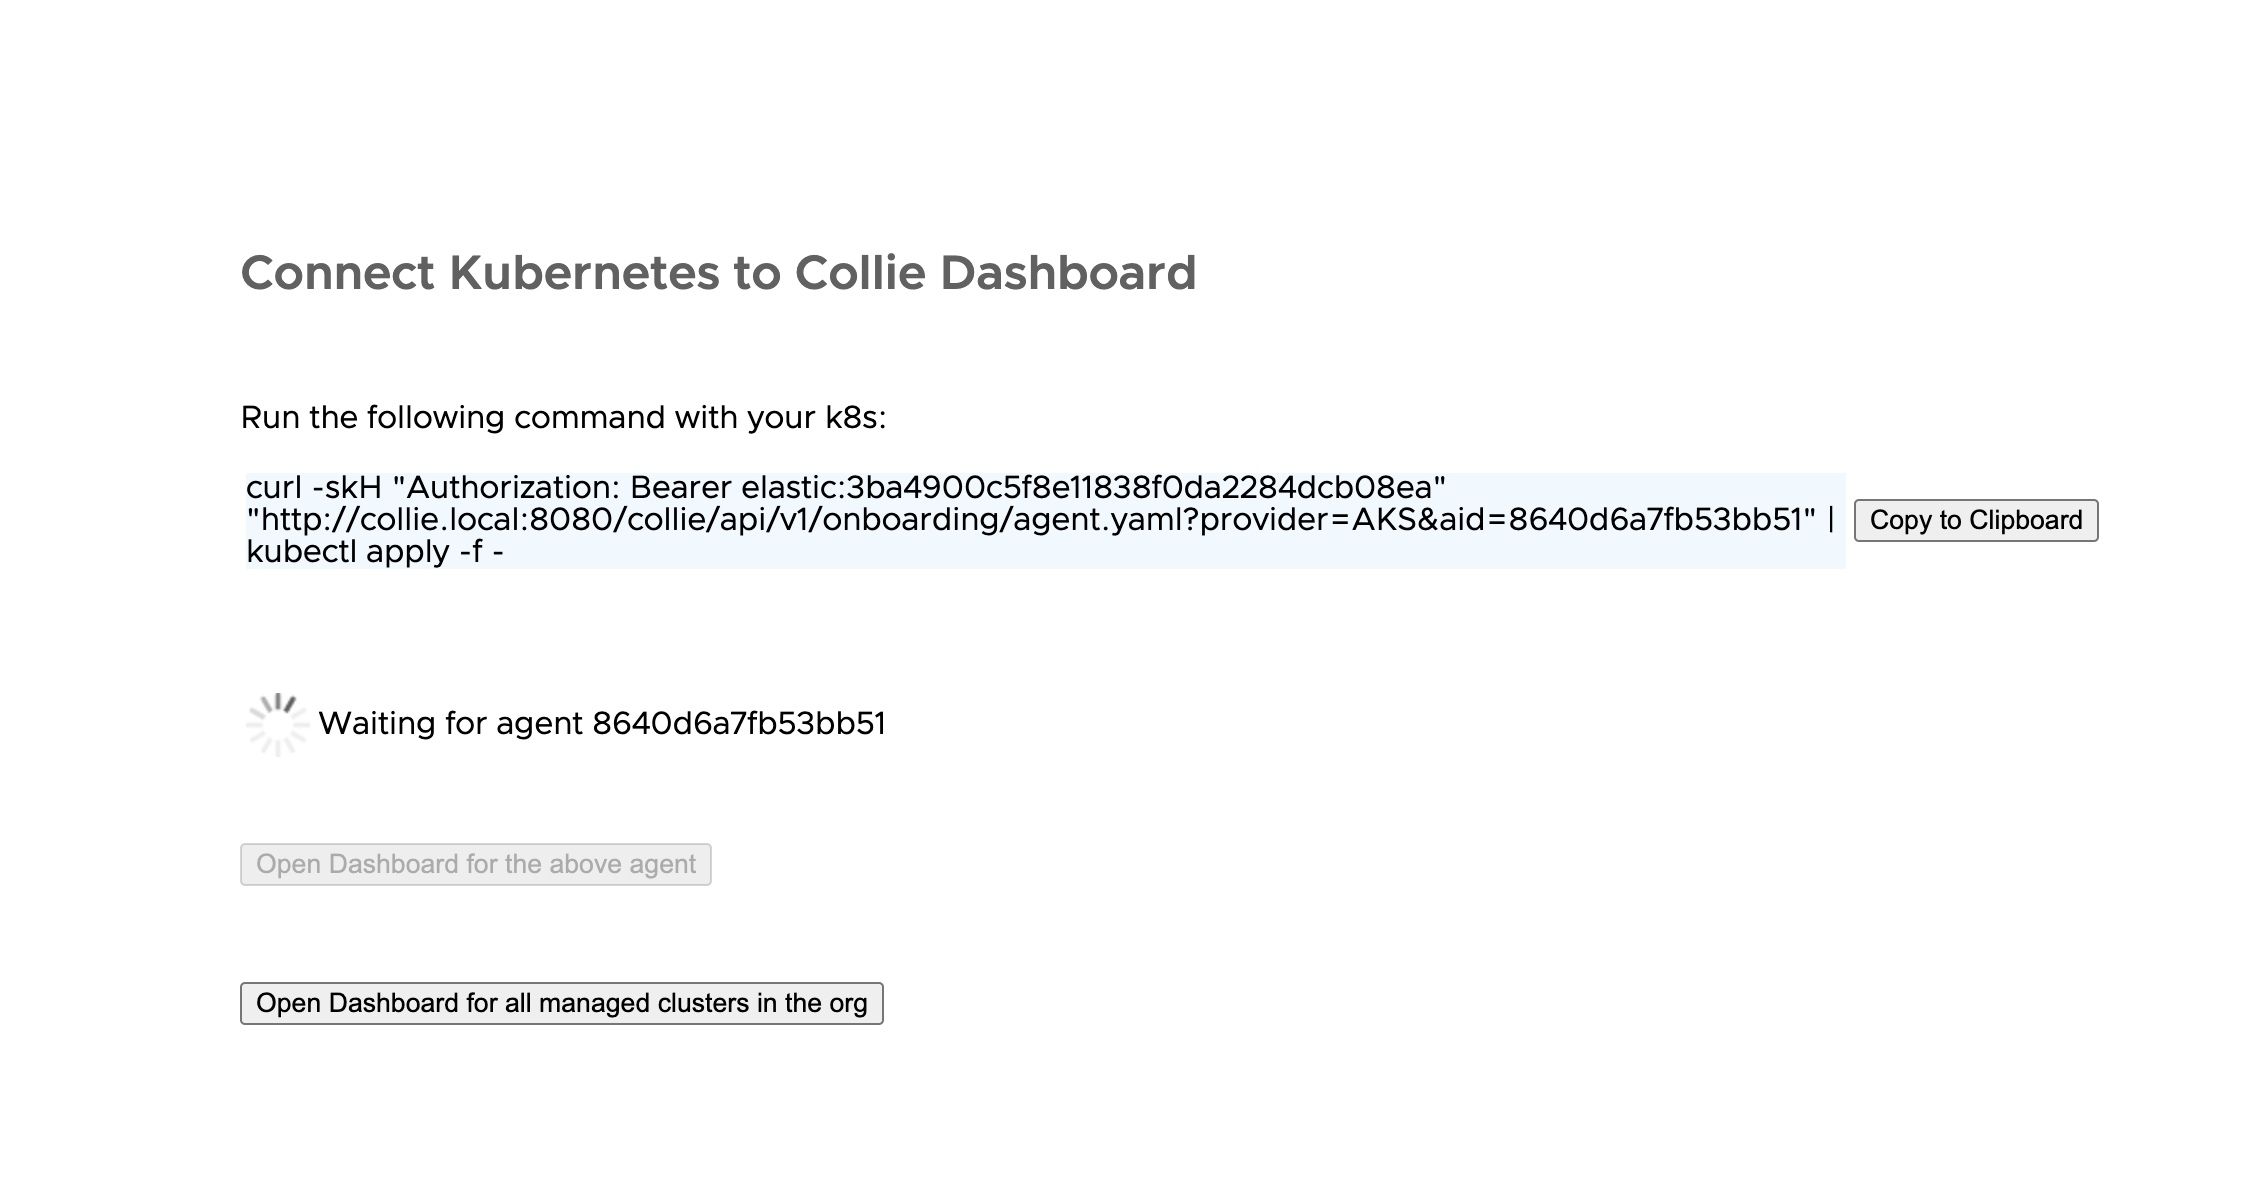 Connect Kubernetes to Collie Dashboard
Run the following command with your k8s:
curl -skH "Authorization: Bearer elastic:3ba4900c5f8e11838f0da2284dcb08ea"
"http://collie.local:8080/collie/api/v1/onboarding/agent.yaml?provider=AKS&aid=8640d6a7fb53bb51" |
kubectl apply -f -
Copy to Clipboard
Waiting for agent 8640d6a7fb53bb51
Open Dashboard for the above agent
Open Dashboard for all managed clusters in the org